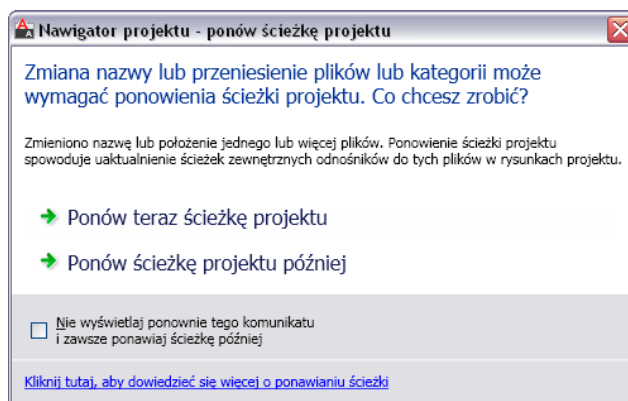 Nawigator projektu - ponów ścieżkę projektu
Zmiana nazwy lub przeniesienie plików lub kategorii może
wymagać ponowienia ścieżki projektu. Co chcesz zrobić?
Zmieniono nazwę lub położenie jednego lub więcej plików. Ponowienie ścieżki projektu
spowoduje uaktualnienie ścieżek zewnętrznych odnośników do tych plików w rysunkach projektu.
Ponów teraz ścieżkę projektu
Ponów ścieżkę projektu później
Nie wyświetlaj ponownie tego komunikatu
i zawsze ponawiaj ścieżkę później
Kliknij tutaj, aby dowiedzieć się więcej o ponawianiu ścieżki